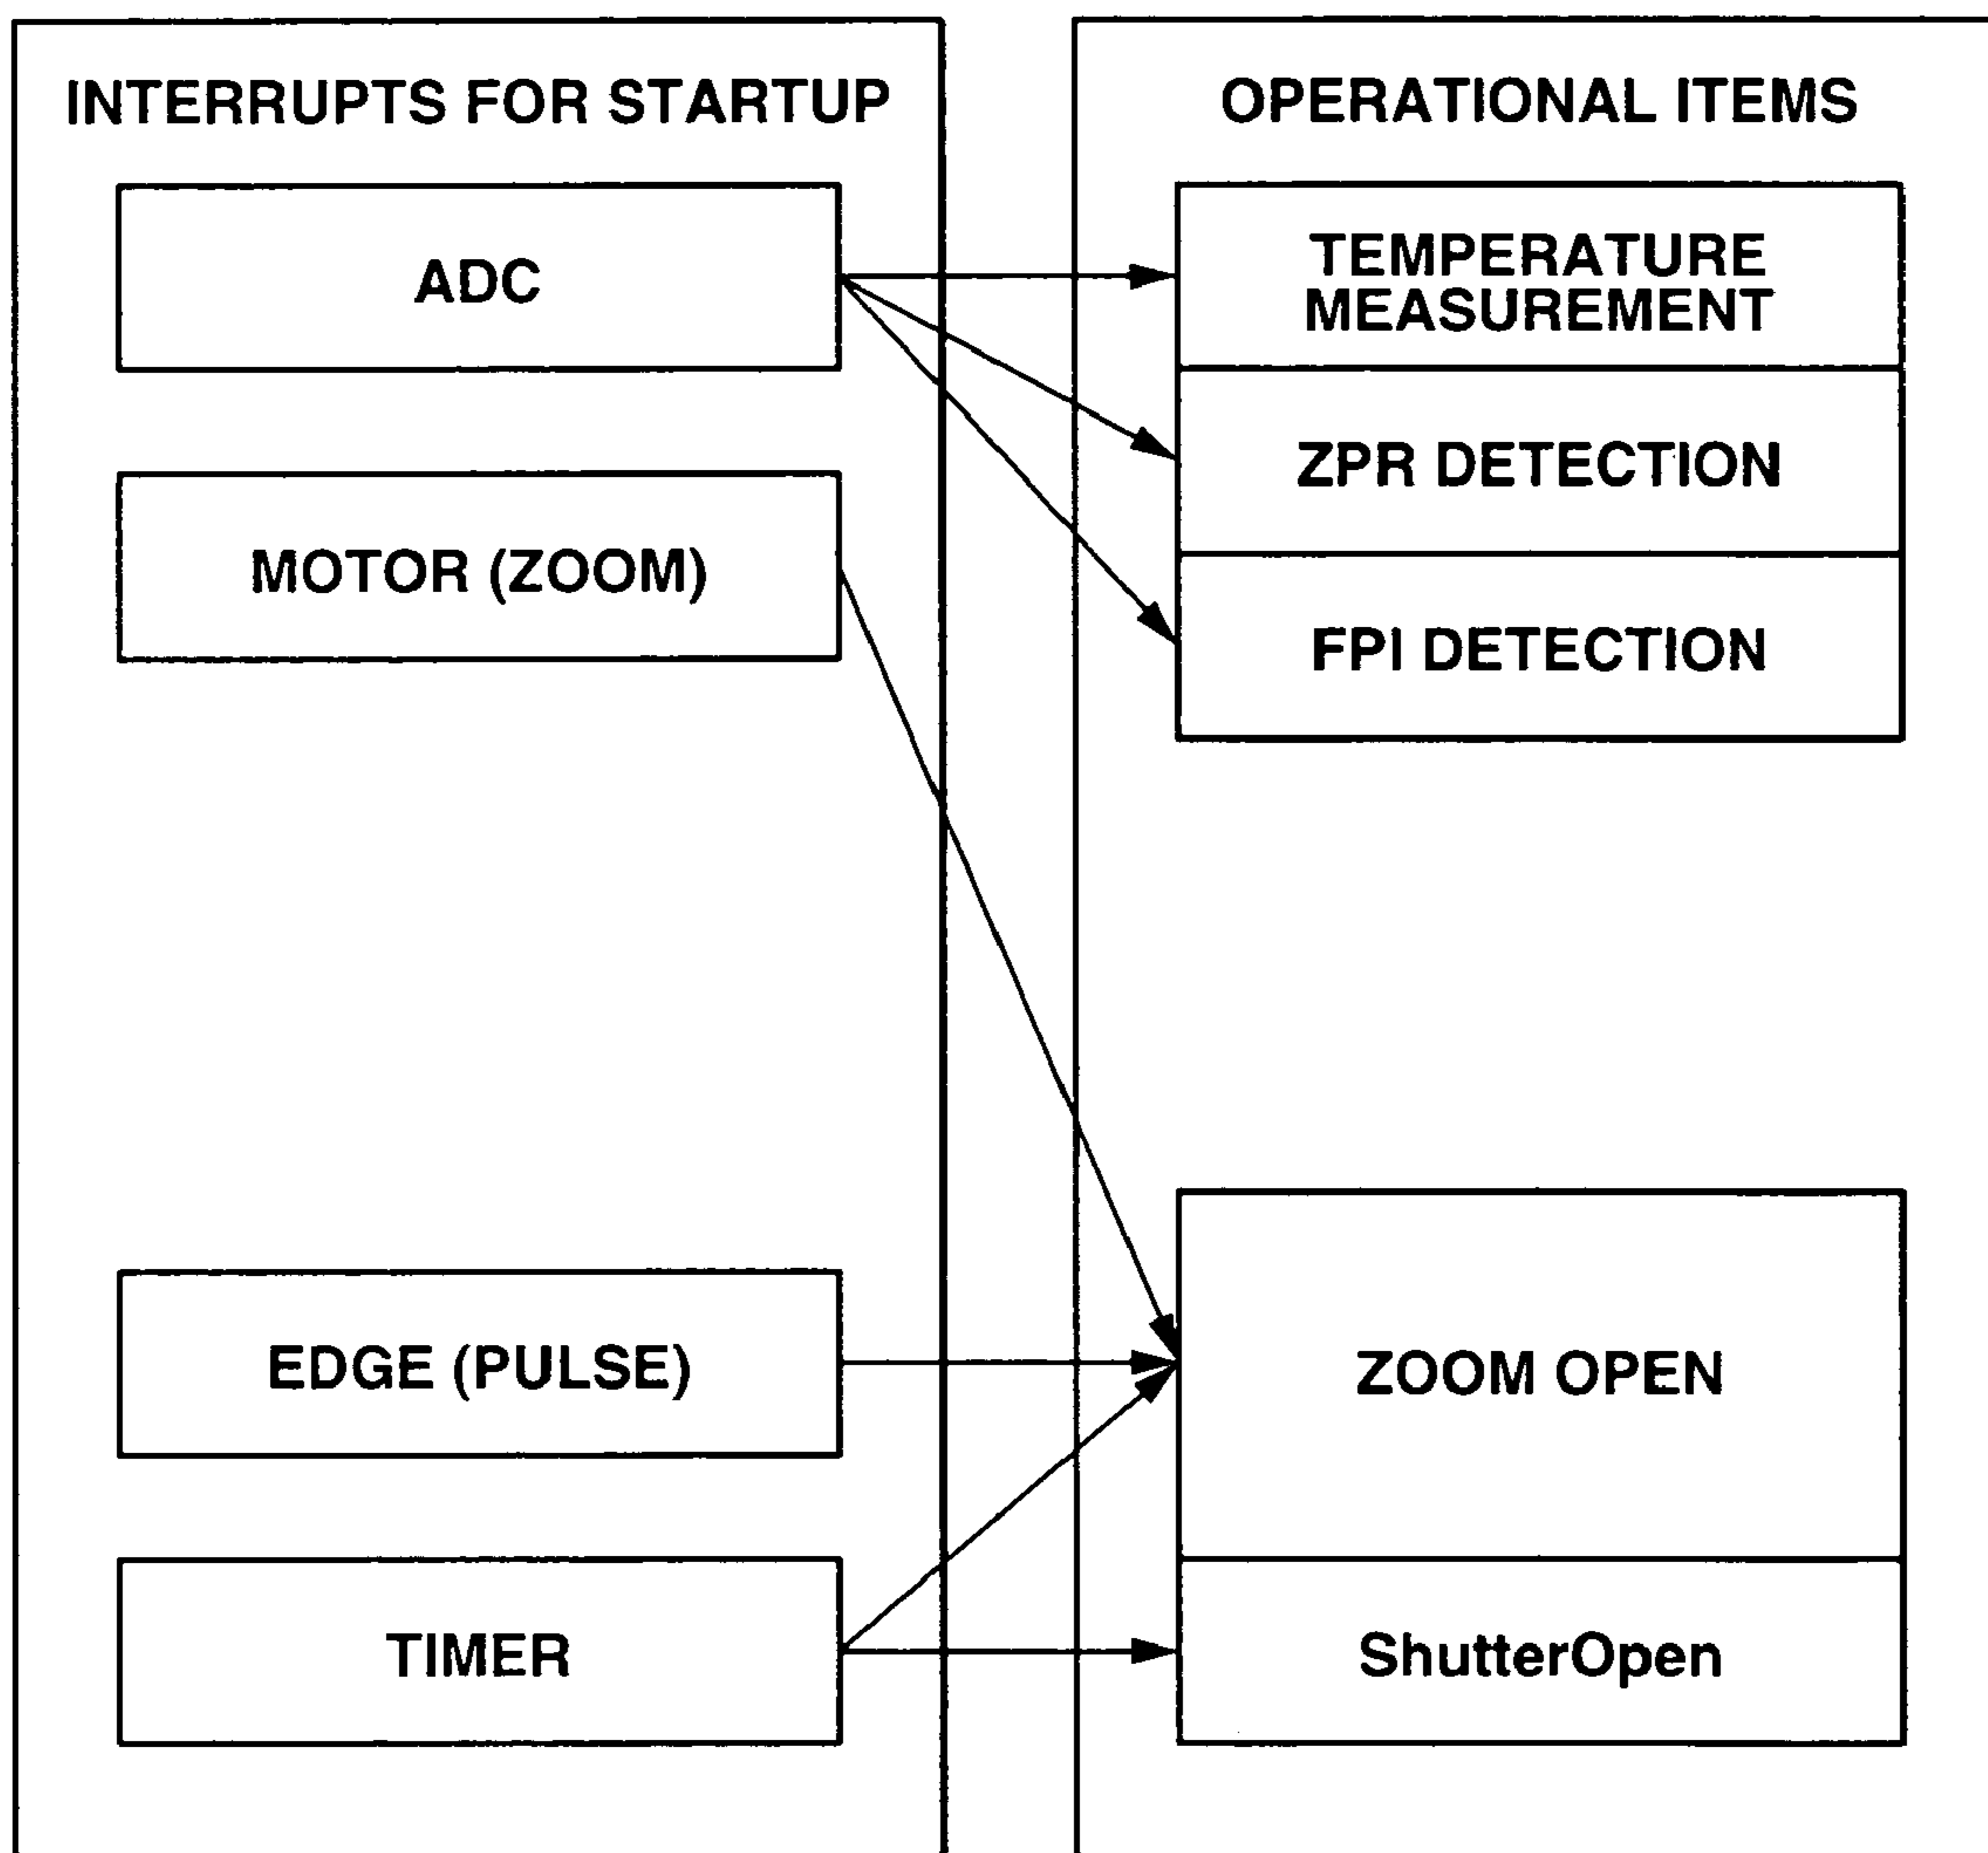 INTERRUPTS FOR STARTUP
ADC
MOTOR (ZOOM)
EDGE (PULSE)
TIMER
OPERATIONAL ITEMS
TEMPERATURE
MEASUREMENT
ZPR DETECTION
FPI DETECTION
ZOOM OPEN
ShutterOpen